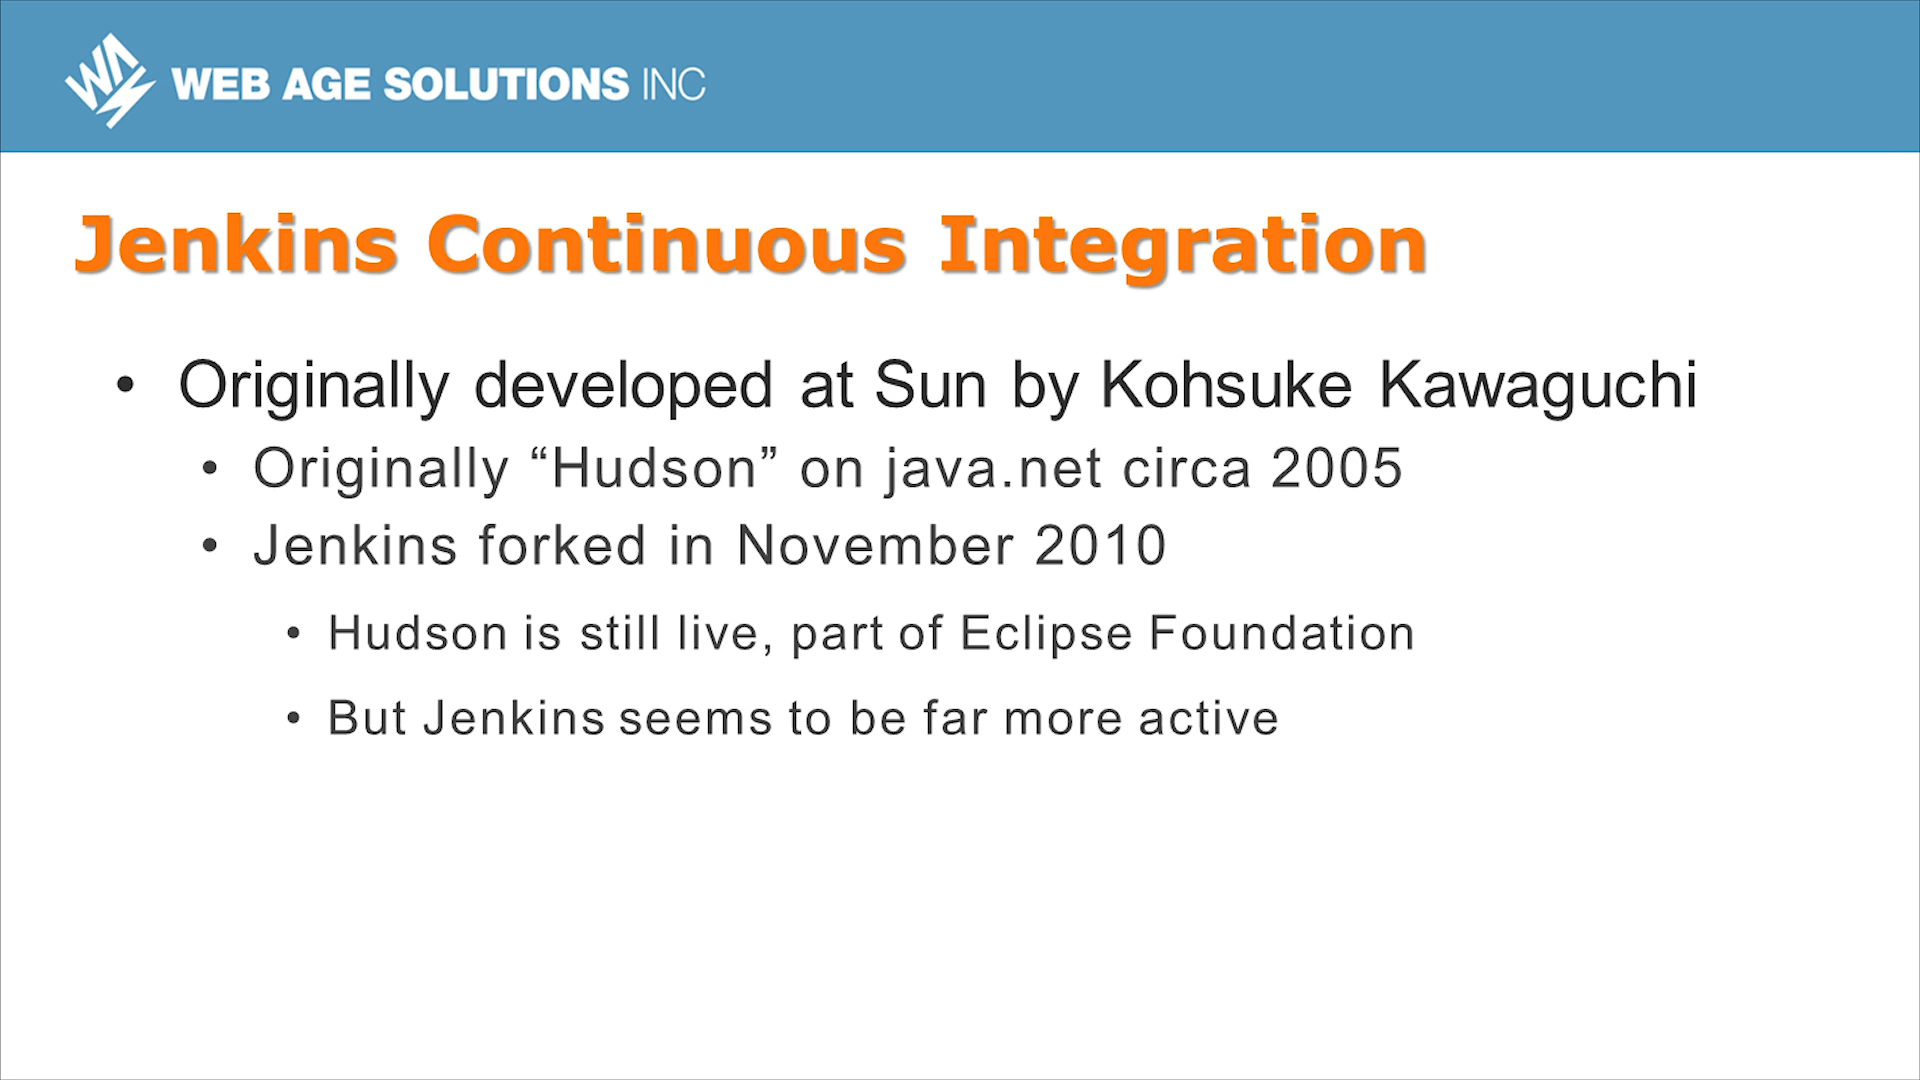 WEB AGE SOLUTIONS INC
Jenkins Continuous Integration
• Originally developed at Sun by Kohsuke Kawaguchi
• Originally “Hudson” on java.net circa 2005
• Jenkins forked in November 2010
• Hudson is still live, part of Eclipse Foundation
• But Jenkins seems to be far more active